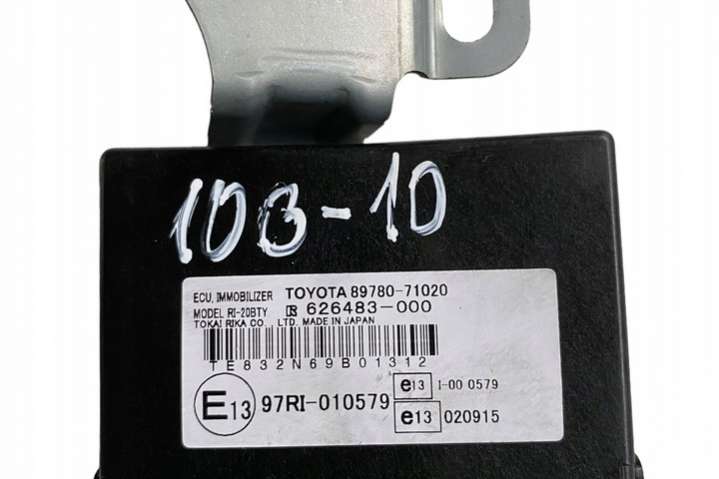 103-10
ECU, IMMOBILIZER TOYOTA 89780-71020
MODEL RI-20BTY 626483-000
TOKAI RIKA CO., LTD. MADE IN JAPAN
TE832N69B01312
E13 97RI-010579
e13 I-00 0579
e13 020915